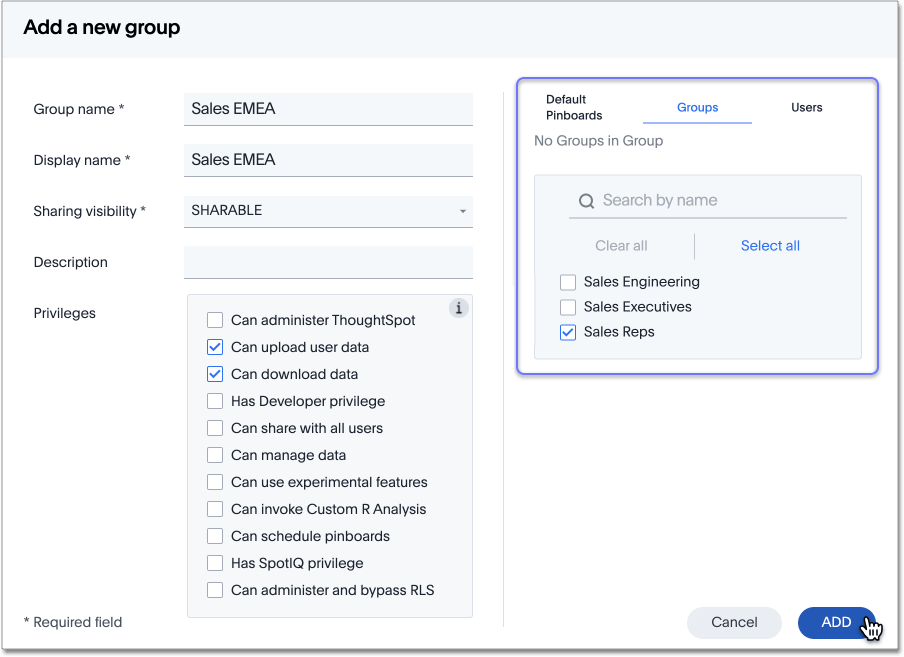 Add a new group
Group name *
Sales EMEA
Display name *
Sales EMEA
Sharing visibility *
SHARABLE
Description
Privileges
i
Can administer ThoughtSpot
Can upload user data
Can download data
Has Developer privilege
Can share with all users
Can manage data
Can use experimental features
Can invoke Custom R Analysis
Can schedule pinboards
Has SpotIQ privilege
Can administer and bypass RLS
* Required field
Default
Pinboards
Groups
Users
No Groups in Group
Search by name
Clear all
Select all
Sales Engineering
Sales Executives
Sales Reps
Cancel
ADD